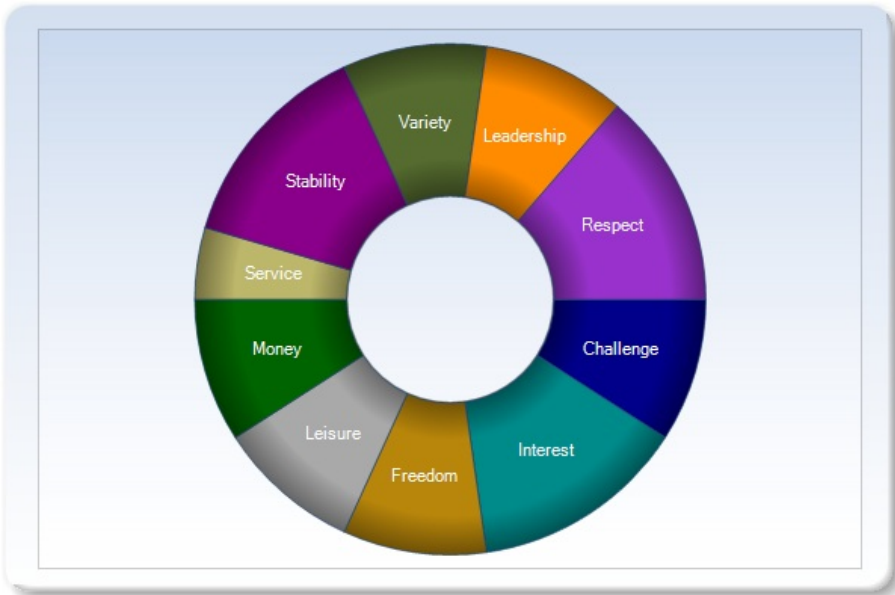 Variety
Leadership
Stability
Respect
Service
Money
Challenge
Leisure
Interest
Freedom